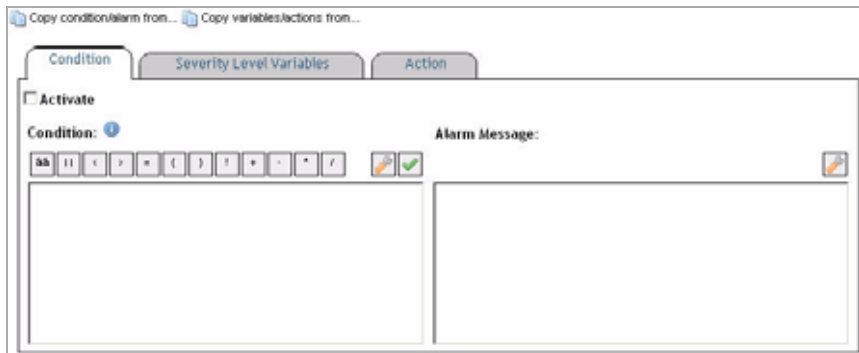 Copy condition/alarm from... Copy variables/actions from...
Condition Severity Level Variables Action
Activate
Condition: Alarm Message:
&& || < > = ( ) ! + - * /